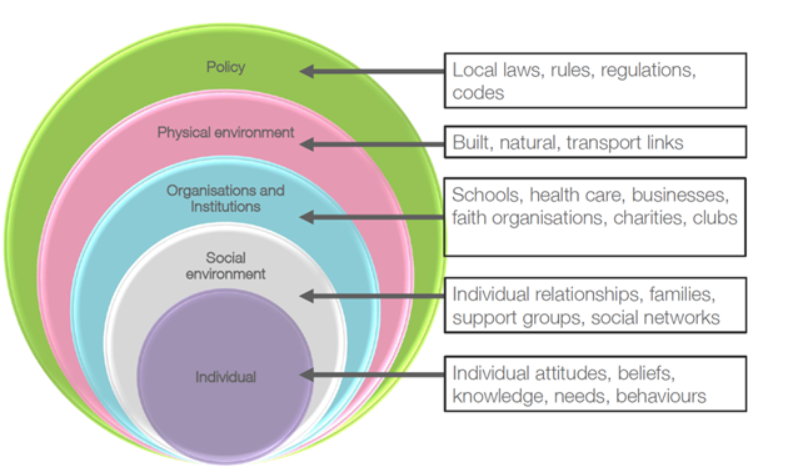 Policy
Local laws, rules, regulations,
codes
Physical environment
Built, natural, transport links
Organisations and
Institutions
Schools, health care, businesses,
faith organisations, charities, clubs
Social
environment
Individual relationships, families,
support groups, social networks
Individual
Individual attitudes, beliefs,
knowledge, needs, behaviours